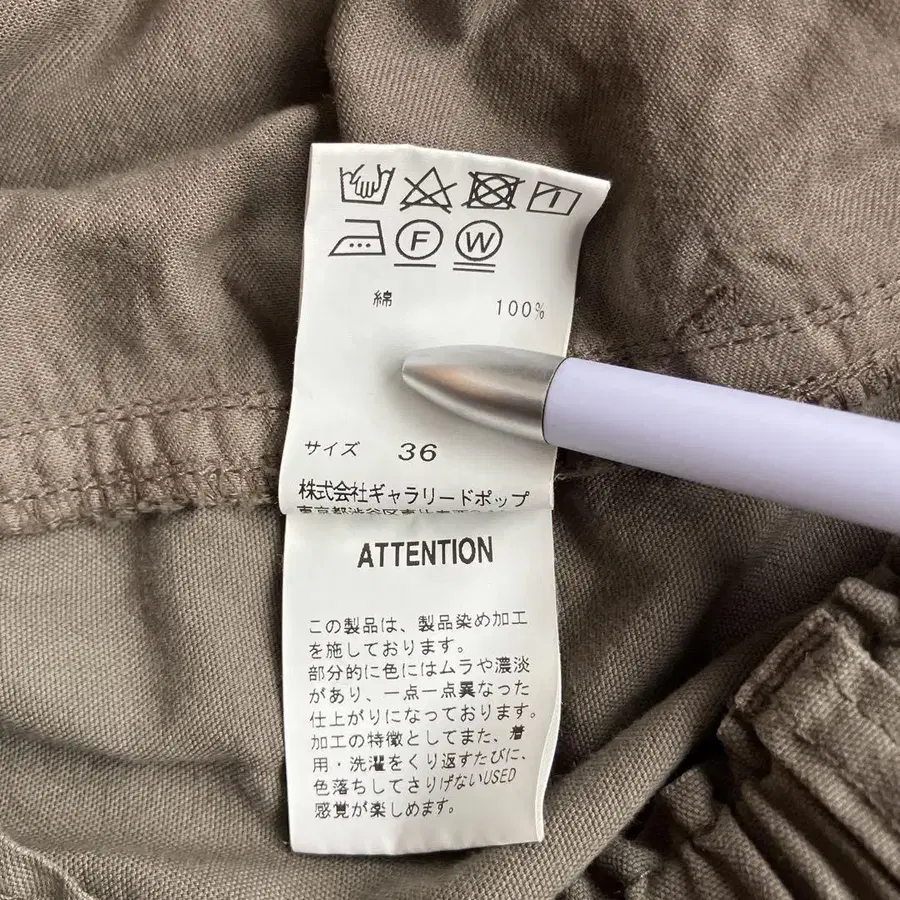 F W
綿 100%
サイズ 36
株式会社ギャラリードポップ
東京都渋谷区
ATTENTION
この製品は、製品染め加工
を施しております。
部分的に色にはムラや濃淡
があり、一点一点異なった
仕上がりになっております。
加工の特徴としてまた、着
用・洗濯をくり返すたびに、
色落ちしてさりげないUSED
感覚が楽しめます。